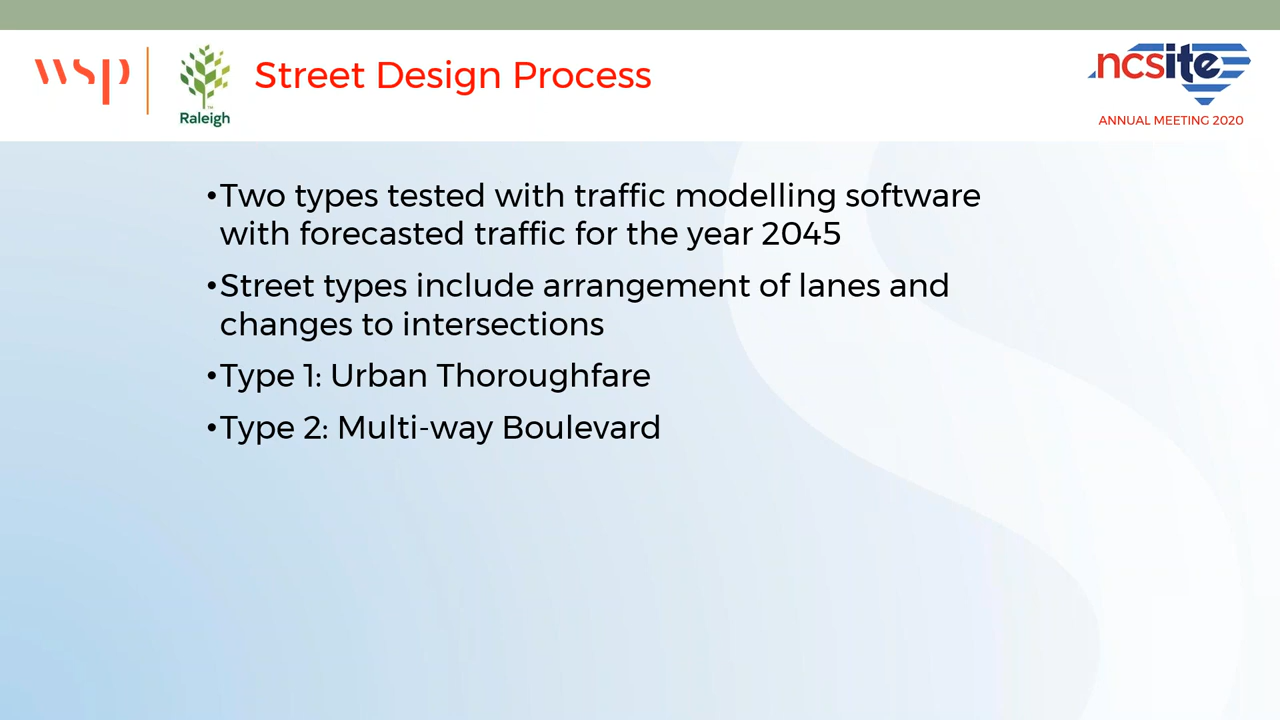 wsp
Raleigh
Street Design Process
ncsite
ANNUAL MEETING 2020
•Two types tested with traffic modelling software
with forecasted traffic for the year 2045
•Street types include arrangement of lanes and
changes to intersections
•Type 1: Urban Thoroughfare
•Type 2: Multi-way Boulevard